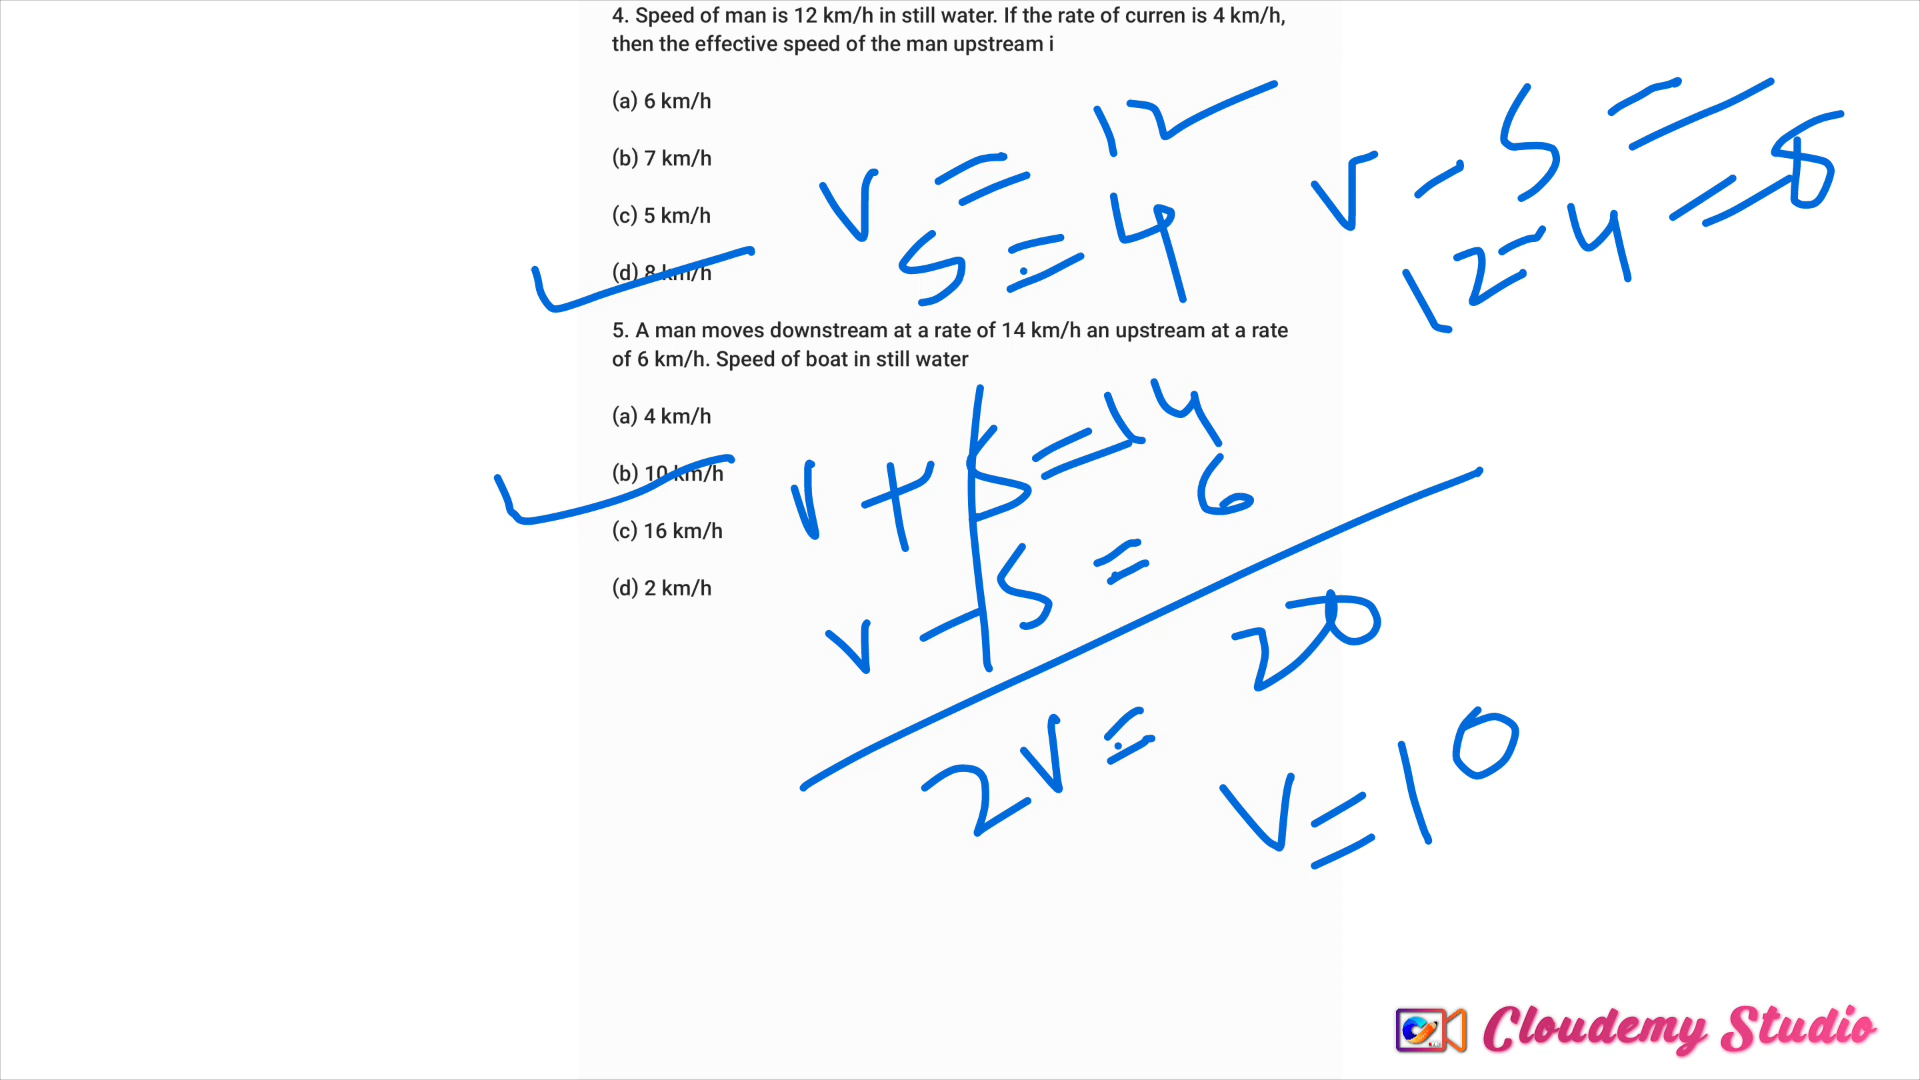 4. Speed of man is 12 km/h in still water. If the rate of curren is 4 km/h,
then the effective speed of the man upstream i
(a) 6 km/h
(b) 7 km/h
(c) 5 km/h
(d) 8 km/h
v = 12
s = 4
v - s =
12 - 4 = 8
5. A man moves downstream at a rate of 14 km/h an upstream at a rate
of 6 km/h. Speed of boat in still water
(a) 4 km/h
(b) 10 km/h
(c) 16 km/h
(d) 2 km/h
v + s = 14
v - s = 6
2v = 20
v = 10
Cloudemy Studio